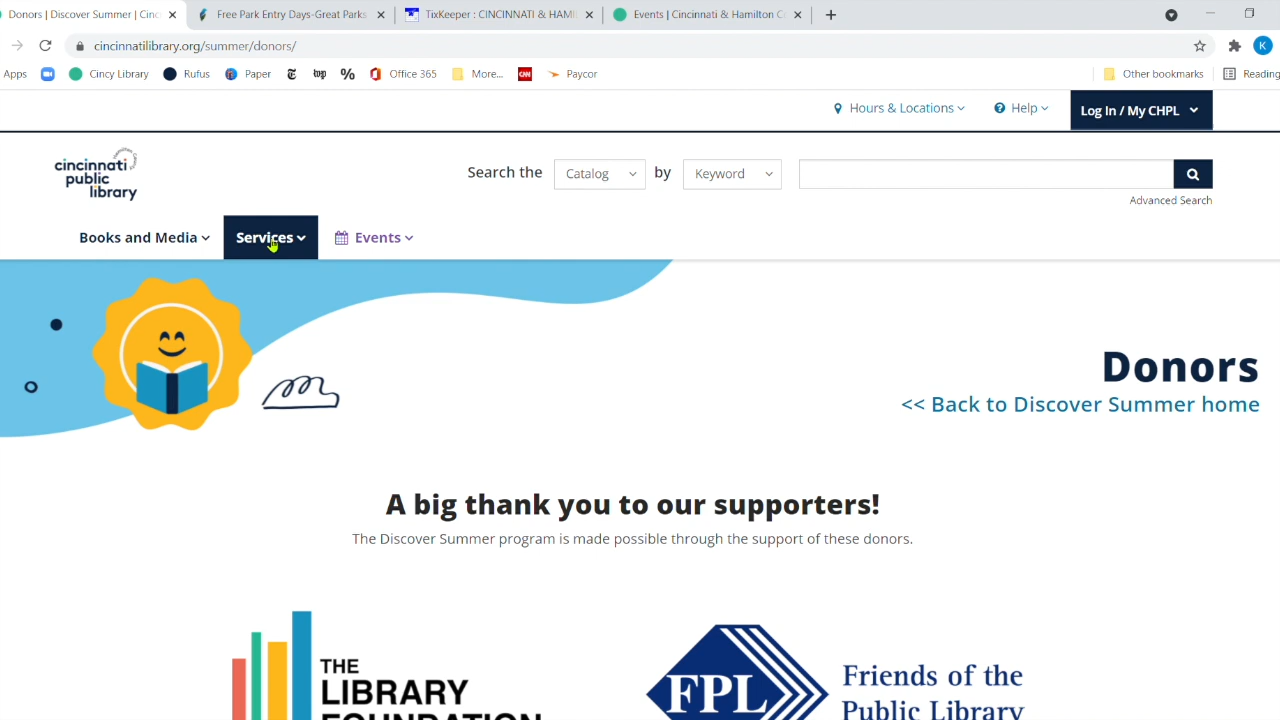 Donors | Discover Summer | Cinc
Free Park Entry Days-Great Parks
TixKeeper : CINCINNATI & HAMI
Events | Cincinnati & Hamilton C
cincinnatilibrary.org/summer/donors/
K
Apps
Cincy Library
Rufus
Paper
Office 365
More...
CNN
Paycor
Other bookmarks
Reading
Hours & Locations
Help
Log In / My CHPL
cincinnati
public
library
Search the
Catalog
by
Keyword
Advanced Search
Books and Media
Services
Events
Donors
<< Back to Discover Summer home
A big thank you to our supporters!
The Discover Summer program is made possible through the support of these donors.
THE
LIBRARY
FOUNDATION
FPL
Friends of the
Public Library